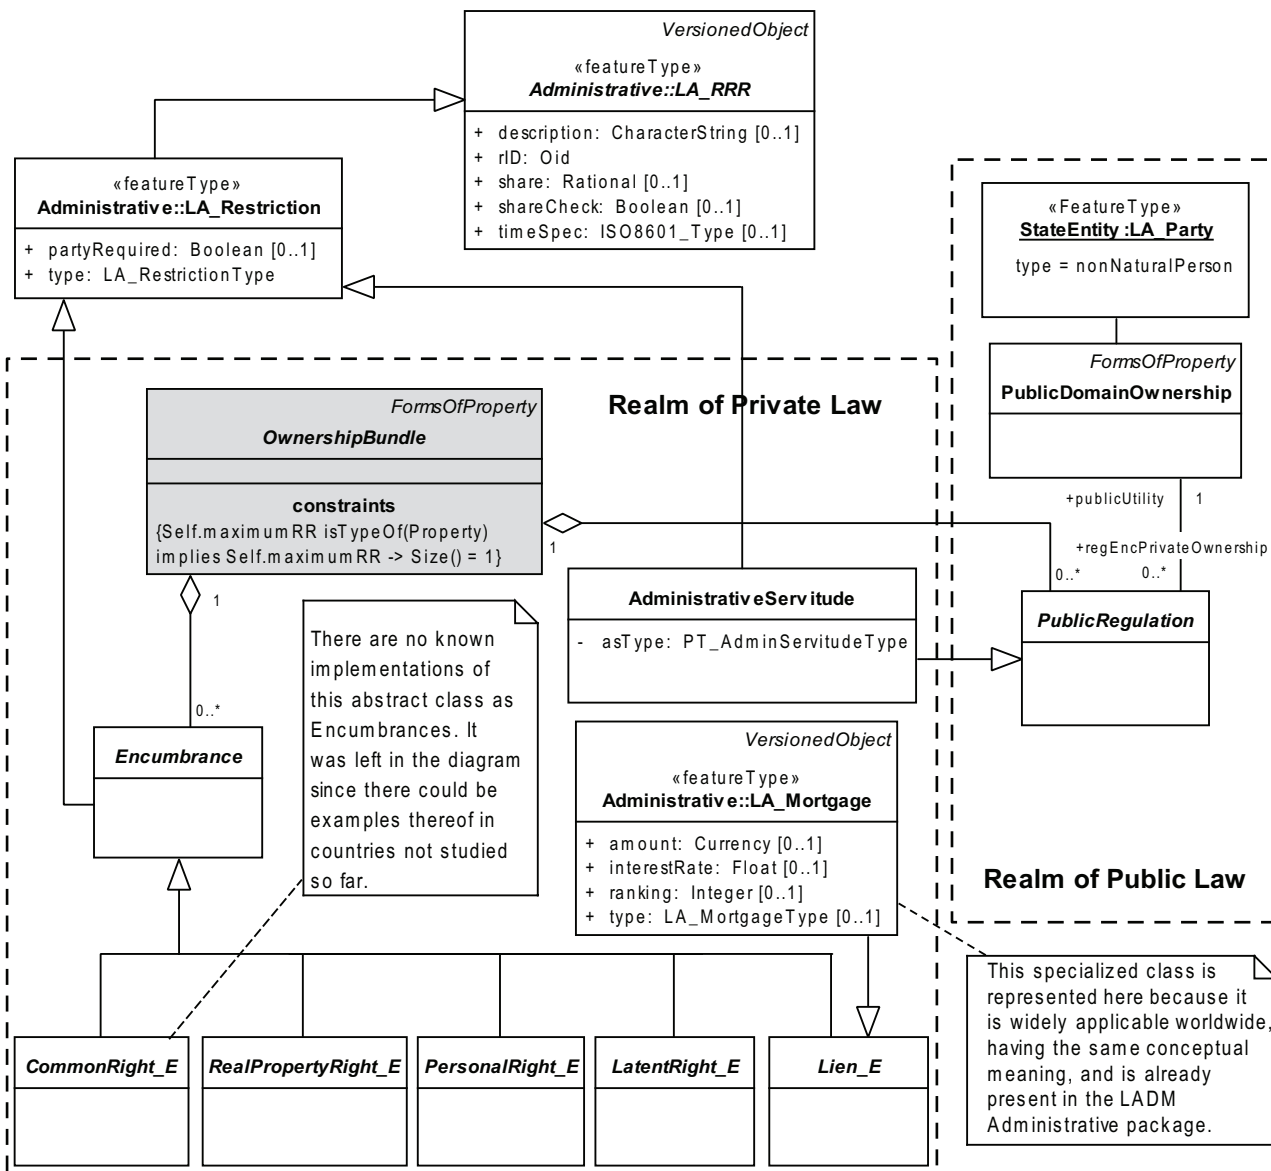 VersionedObject
«featureType»
Administrative::LA_RRR
+ description: CharacterString [0..1]
+ rID: Oid
+ share: Rational [0..1]
+ shareCheck: Boolean [0..1]
+ timeSpec: ISO8601_Type [0..1]
«featureType»
Administrative::LA_Restriction
+ partyRequired: Boolean [0..1]
+ type: LA_RestrictionType
«FeatureType»
StateEntity :LA_Party
type = nonNaturalPerson
FormsOfProperty
PublicDomainOwnership
FormsOfProperty
OwnershipBundle
constraints
{Self.maximumRR isTypeOf(Property)
implies Self.maximumRR -> Size() = 1}
Realm of Private Law
+publicUtility
1
1
+regEncPrivateOwnership
0..*
0..*
1
AdministrativeServitude
- asType: PT_AdminServitudeType
PublicRegulation
There are no known
implementations of
this abstract class as
Encumbrances. It
was left in the diagram
since there could be
examples thereof in
countries not studied
so far.
0..*
Encumbrance
VersionedObject
«featureType»
Administrative::LA_Mortgage
+ amount: Currency [0..1]
+ interestRate: Float [0..1]
+ ranking: Integer [0..1]
+ type: LA_MortgageType [0..1]
Realm of Public Law
This specialized class is
represented here because it
is widely applicable worldwide,
having the same conceptual
meaning, and is already
present in the LADM
Administrative package.
CommonRight_E
RealPropertyRight_E
PersonalRight_E
LatentRight_E
Lien_E